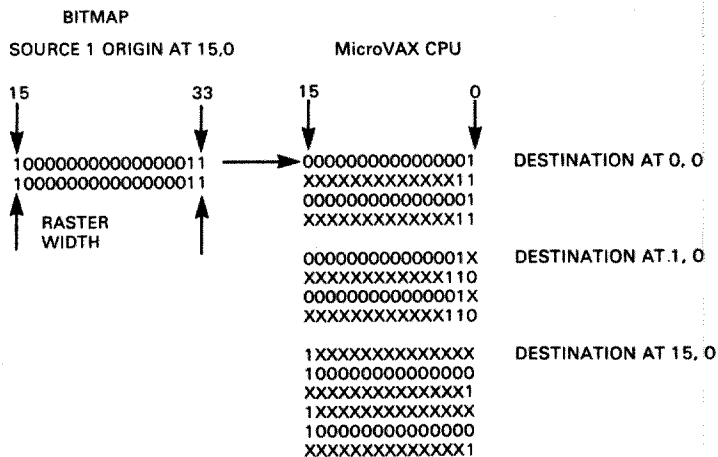 BITMAP
SOURCE 1 ORIGIN AT 15,0
MicroVAX CPU
15 33
15 0
100000000000000011
100000000000000011
RASTER
WIDTH
0000000000000001 DESTINATION AT 0, 0
XXXXXXXXXXXXXX11
0000000000000001
XXXXXXXXXXXXXX11
000000000000001X DESTINATION AT 1, 0
XXXXXXXXXXXXX110
000000000000001X
XXXXXXXXXXXXX110
1XXXXXXXXXXXXXXX DESTINATION AT 15, 0
1000000000000000
XXXXXXXXXXXXXXX1
1XXXXXXXXXXXXXXX
1000000000000000
XXXXXXXXXXXXXXX1